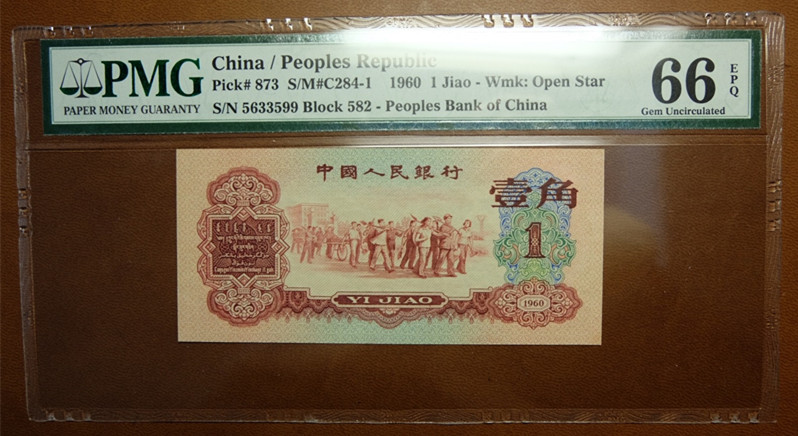 PMG
PAPER MONEY GUARANTY
China / Peoples Republic
Pick# 873 S/M#C284-1 1960 1 Jiao - Wmk: Open Star
S/N 5633599 Block 582 - Peoples Bank of China
66
EPQ
Gem Uncirculated
中國人民銀行
壹角
1
YI JIAO
1960